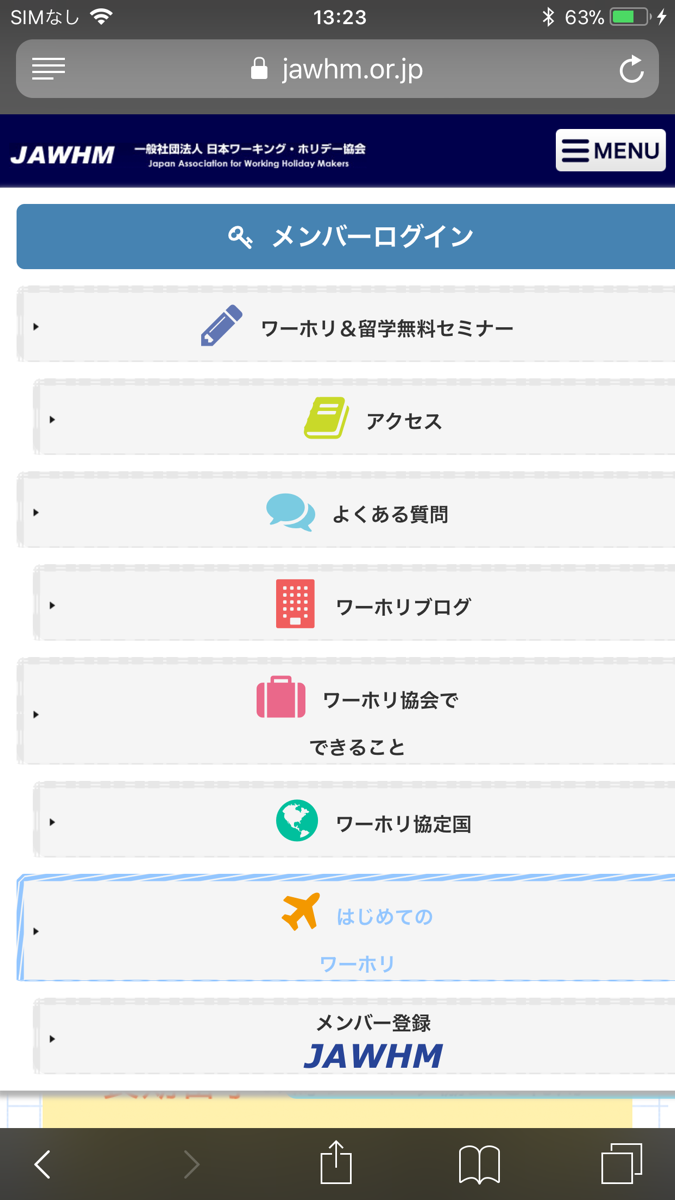 SIMなし
13:23
63%
jawhm.or.jp
JAWHM
一般社団法人 日本ワーキング・ホリデー協会
Japan Association for Working Holiday Makers
MENU
メンバーログイン
ワーホリ＆留学無料セミナー
アクセス
よくある質問
ワーホリブログ
ワーホリ協会で
できること
ワーホリ協定国
はじめての
ワーホリ
メンバー登録
JAWHM